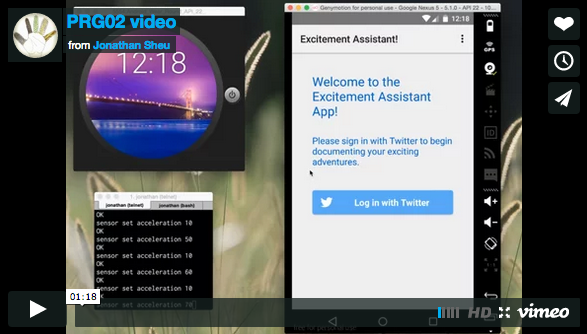 PRG02 video
from Jonathan Sheu
API 22 -
12:18
Genymotion for personal use - Google Nexus 5 - 5.1.0 - API 22 - 10...
12:18
Excitement Assistant!
Welcome to the
Excitement Assistant
App!
Please sign in with Twitter to begin
documenting your exciting
adventures.
Log in with Twitter
GPS
ID
1. jonathan (telnet)
jonathan (telnet)
jonathan (bash)
OK
sensor set acceleration 10
OK
sensor set acceleration 50
OK
sensor set acceleration 10
OK
sensor set acceleration 60
OK
sensor set acceleration 10
OK
sensor set acceleration 70
01:18
HD
vimeo